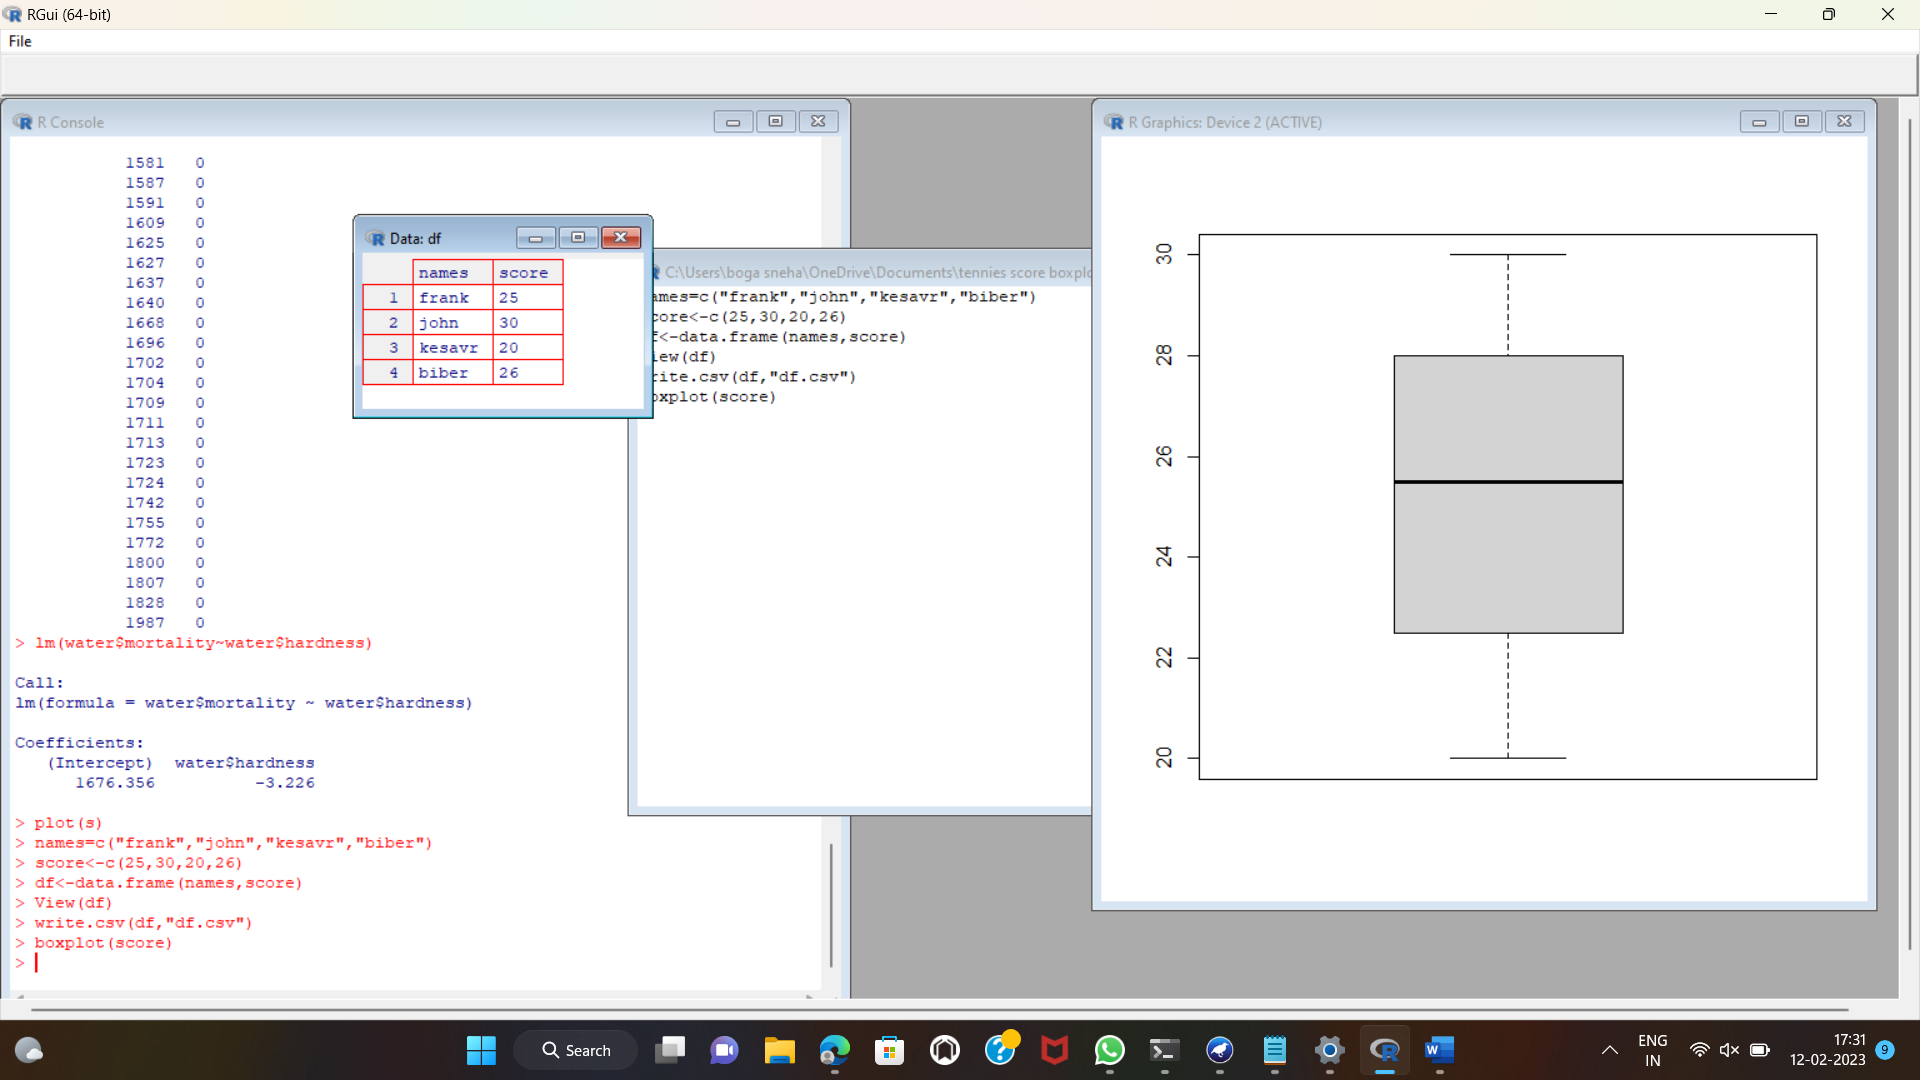 RGui (64-bit)
File
R Console
1581 0
1587 0
1591 0
1609 0
1625 0
1627 0
1637 0
1640 0
1668 0
1696 0
1702 0
1704 0
1709 0
1711 0
1713 0
1723 0
1724 0
1742 0
1755 0
1772 0
1800 0
1807 0
1828 0
1987 0
> lm(water$mortality~water$hardness)
Call:
lm(formula = water$mortality ~ water$hardness)
Coefficients:
(Intercept) water$hardness
1676.356 -3.226
> plot(s)
> names=c("frank","john","kesavr","biber")
> score<-c(25,30,20,26)
> df<-data.frame(names,score)
> View(df)
> write.csv(df,"df.csv")
> boxplot(score)
>
Data: df
names score
1 frank 25
2 john 30
3 kesavr 20
4 biber 26
C:\Users\boga sneha\OneDrive\Documents\tennies score boxplo
ames=c("frank","john","kesavr","biber")
core<-c(25,30,20,26)
f<-data.frame(names,score)
iew(df)
rite.csv(df,"df.csv")
oxplot(score)
R Graphics: Device 2 (ACTIVE)
30
28
26
24
22
20
Search
ENG
IN
17:31
12-02-2023
9